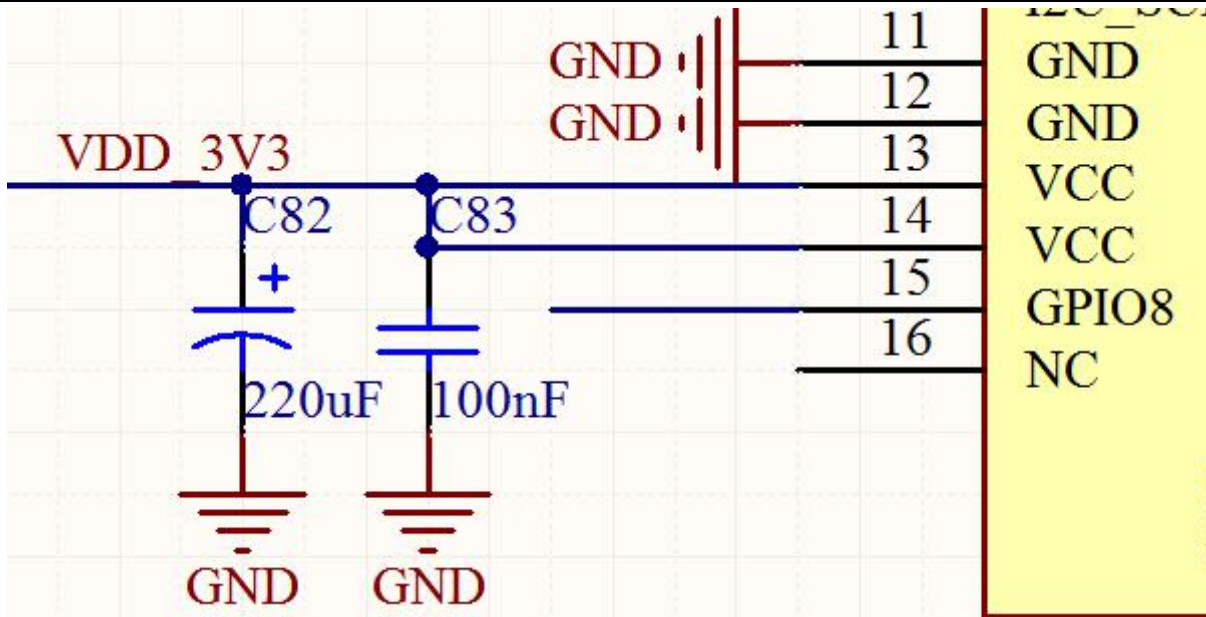 11
GND GND
12
GND GND
VDD_3V3 13
VCC
C82 C83 14
VCC
+
15
GPIO8
16
NC
220uF 100nF
GND GND